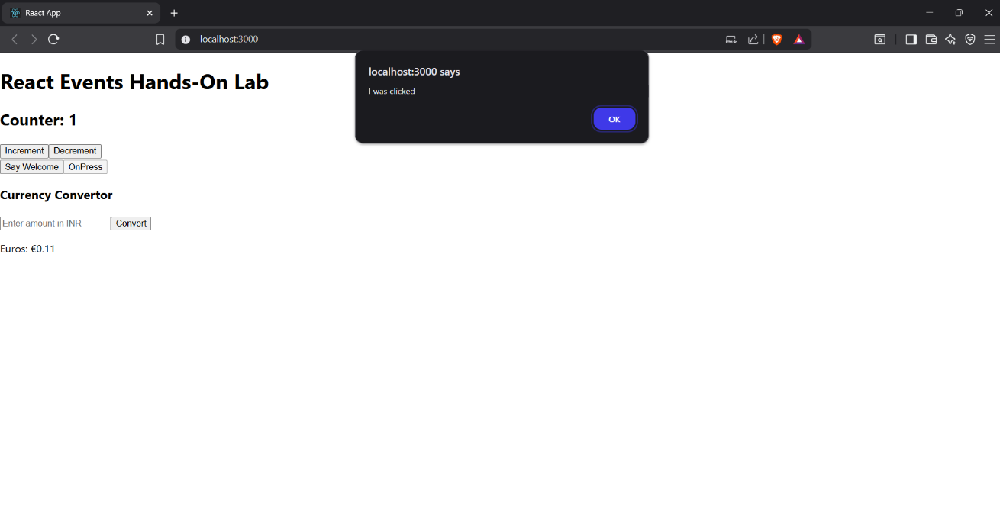 React App
localhost:3000
localhost:3000 says
I was clicked
OK
React Events Hands-On Lab
Counter: 1
Increment Decrement
Say Welcome OnPress
Currency Convertor
Enter amount in INR Convert
Euros: €0.11